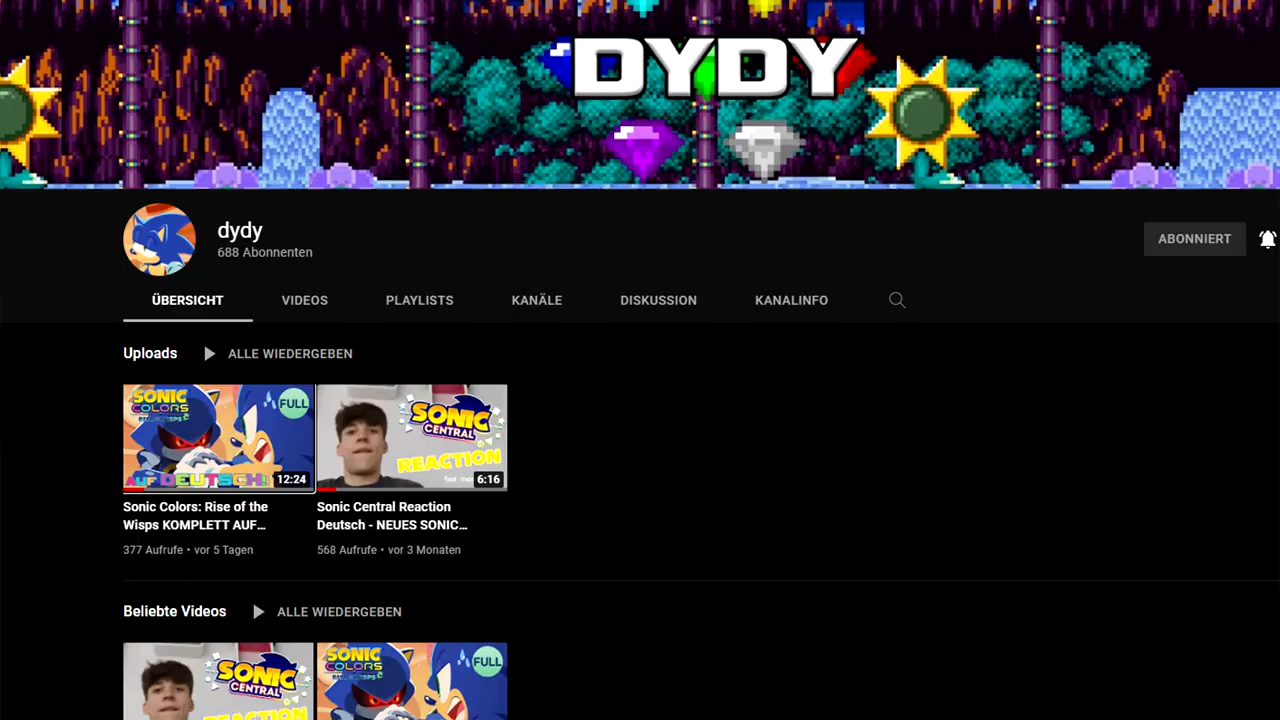 DYDY
dydy
688 Abonnenten
ABONNIERT
ÜBERSICHT
VIDEOS
PLAYLISTS
KANÄLE
DISKUSSION
KANALINFO
Uploads
ALLE WIEDERGEBEN
SONIC
COLORS
FULL
AUF DEUTSCH!
12:24
SONIC
CENTRAL
REACTION
6:16
Sonic Colors: Rise of the
Wisps KOMPLETT AUF...
377 Aufrufe • vor 5 Tagen
Sonic Central Reaction
Deutsch - NEUES SONIC...
568 Aufrufe • vor 3 Monaten
Beliebte Videos
ALLE WIEDERGEBEN
SONIC
CENTRAL
REACTION
SONIC
COLORS
FULL